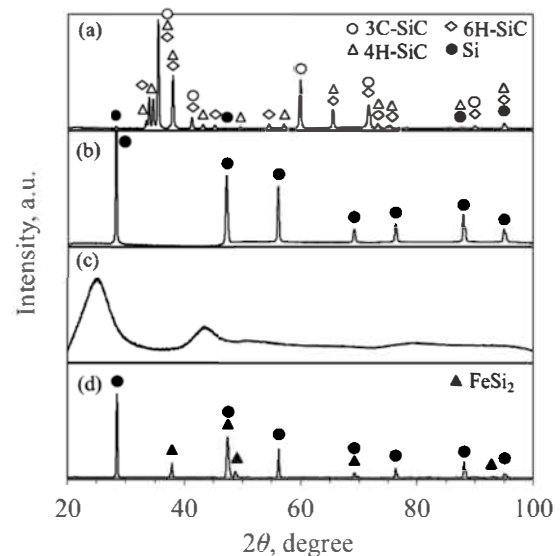 (a)
○ 3C-SiC ◇ 6H-SiC
△ 4H-SiC ● Si
(b)
(c)
(d)
▲ FeSi₂
Intensity, a.u.
20 40 60 80 100
2θ, degree